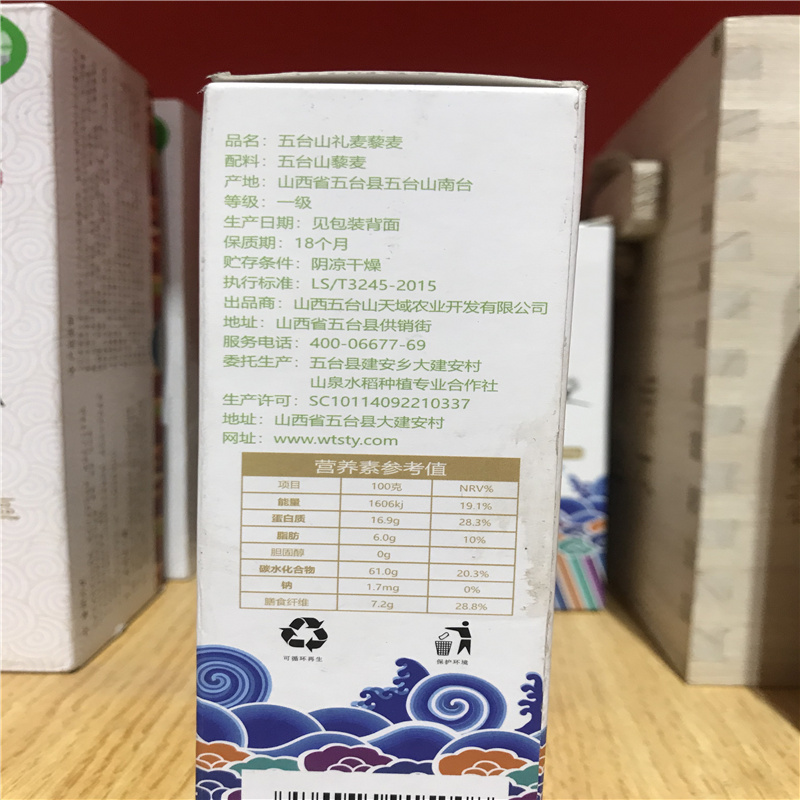 品名：五台山礼麦藜麦
配料：五台山藜麦
产地：山西省五台县五台山南台
等级：一级
生产日期：见包装背面
保质期：18个月
贮存条件：阴凉干燥
执行标准：LS/T3245-2015
出品商：山西五台山天域农业开发有限公司
地址：山西省五台县供销街
服务电话：400-06677-69
委托生产：五台县建安乡大建安村
山泉水稻种植专业合作社
生产许可：SC10114092210337
地址：山西省五台县大建安村
网址：www.wtsty.com
营养素参考值
项目 100克 NRV%
能量 1606kj 19.1%
蛋白质 16.9g 28.3%
脂肪 6.0g 10%
胆固醇 0g
碳水化合物 61.0g 20.3%
钠 1.7mg 0%
膳食纤维 7.2g 28.8%
可循环再生 保护环境